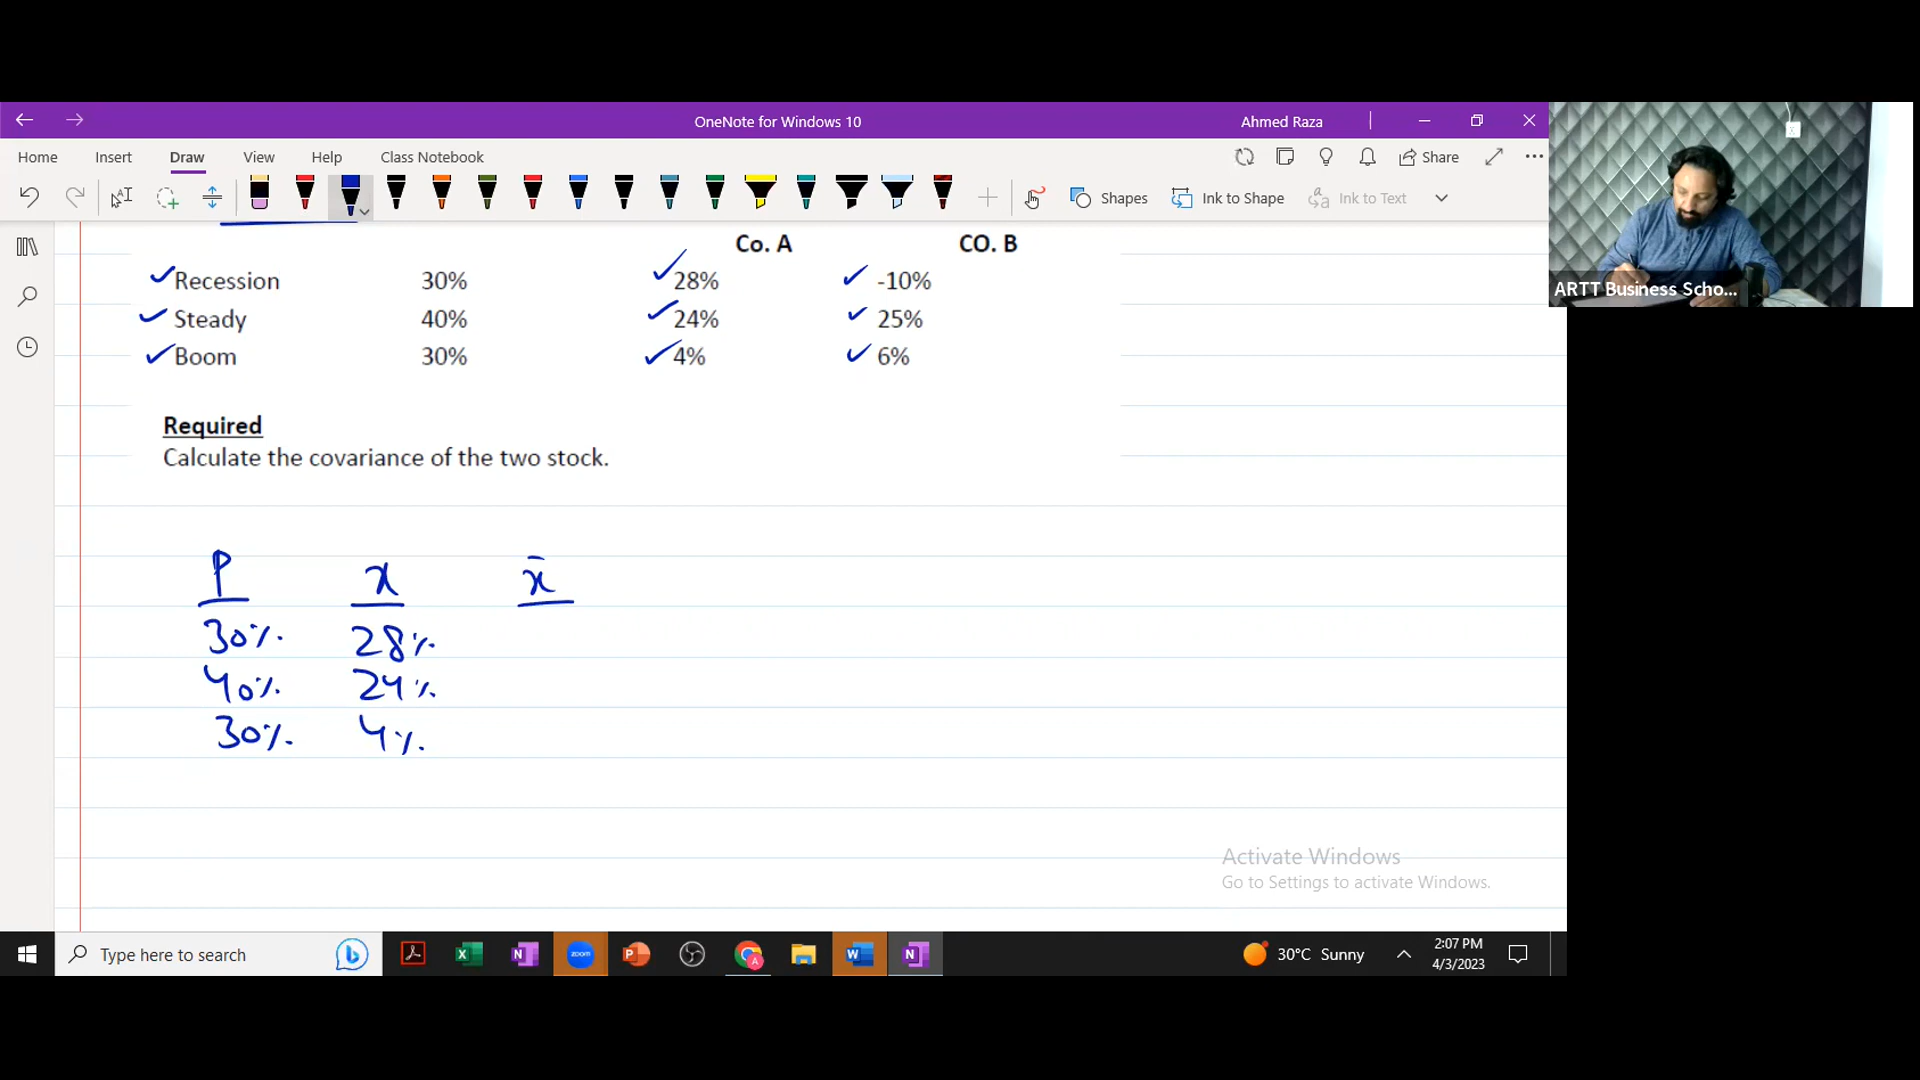 OneNote for Windows 10
Ahmed Raza
Home Insert Draw View Help Class Notebook
Share
Shapes Ink to Shape Ink to Text
Co. A CO. B
Recession 30% 28% -10%
Steady 40% 24% 25%
Boom 30% 4% 6%
Required
Calculate the covariance of the two stock.
P x x̄
30% 28%
40% 24%
30% 4%
ARTT Business Scho...
Activate Windows
Go to Settings to activate Windows.
Type here to search
zoom
30°C Sunny
2:07 PM
4/3/2023